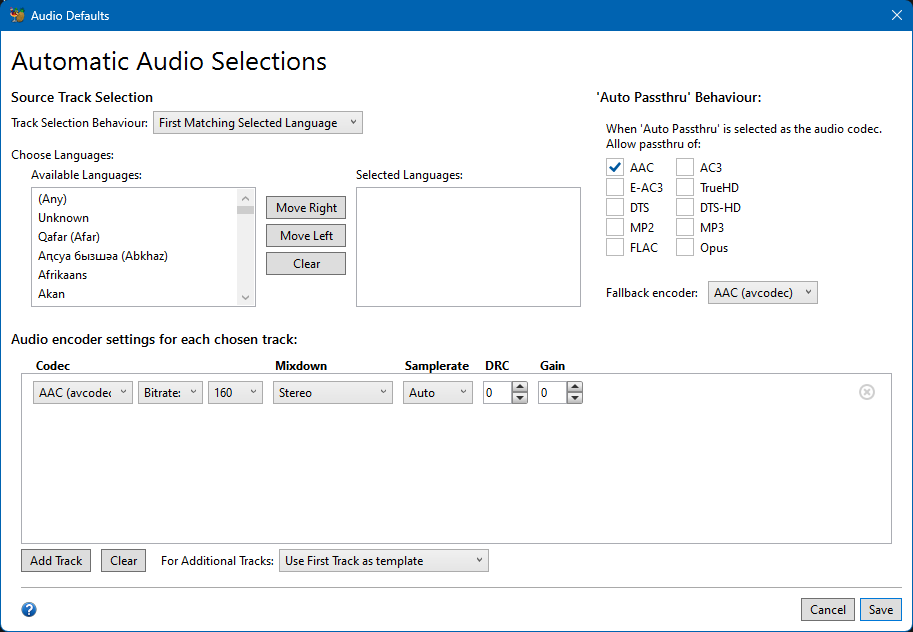 Audio Defaults
Automatic Audio Selections
Source Track Selection
Track Selection Behaviour: First Matching Selected Language
Choose Languages:
Available Languages:
(Any)
Unknown
Qafar (Afar)
Аҧсуа бызшәа (Abkhaz)
Afrikaans
Akan
Move Right
Move Left
Clear
Selected Languages:
'Auto Passthru' Behaviour:
When 'Auto Passthru' is selected as the audio codec.
Allow passthru of:
AAC AC3
E-AC3 TrueHD
DTS DTS-HD
MP2 MP3
FLAC Opus
Fallback encoder: AAC (avcodec)
Audio encoder settings for each chosen track:
Codec Mixdown Samplerate DRC Gain
AAC (avcodec Bitrate: 160 Stereo Auto 0 0
Add Track Clear For Additional Tracks: Use First Track as template
? Cancel Save